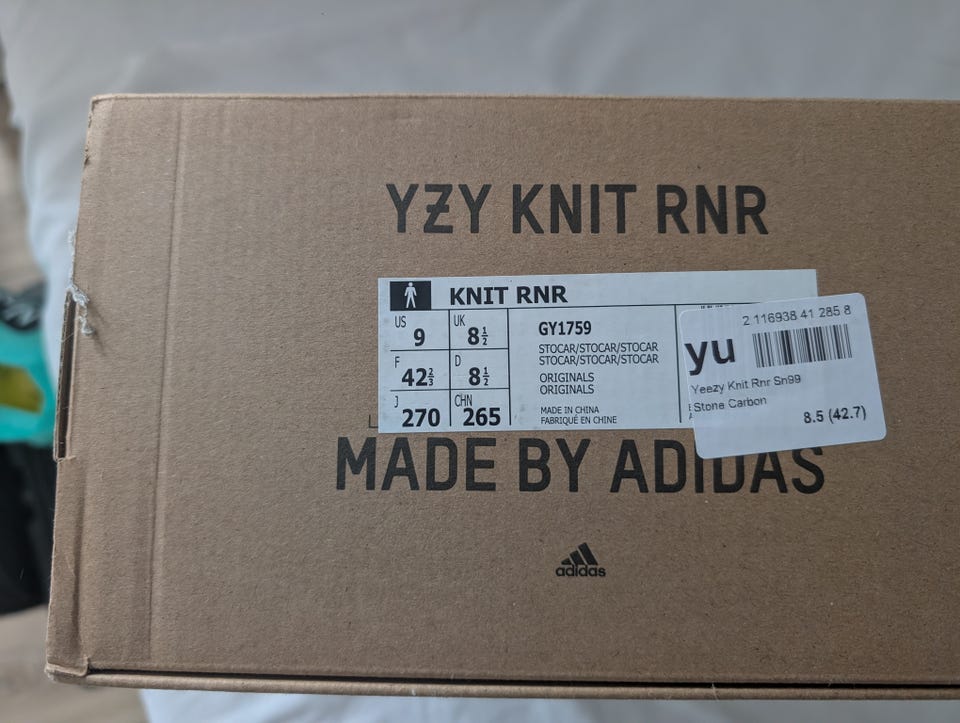 YZY KNIT RNR
KNIT RNR
US 9
UK 8½
F 42⅔
D 8½
J 270
CHN 265
GY1759
STOCAR/STOCAR/STOCAR
STOCAR/STOCAR/STOCAR
ORIGINALS
ORIGINALS
MADE IN CHINA
FABRIQUÉ EN CHINE
2 116938 41 285 8
yu
Yeezy Knit Rnr Sn99
Stone Carbon
8.5 (42.7)
MADE BY ADIDAS
adidas